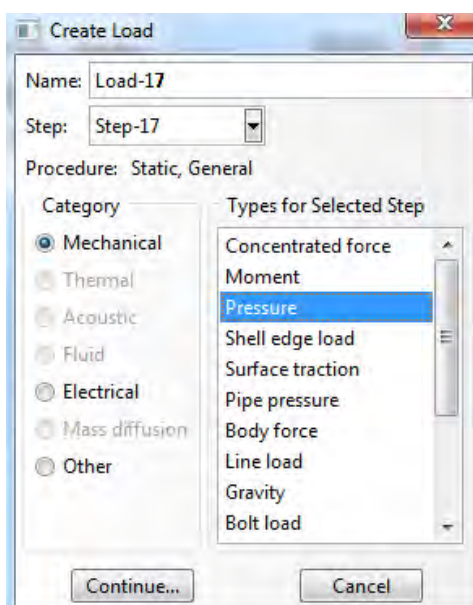 Create Load
Name: Load-17
Step: Step-17
Procedure: Static, General
Category
Mechanical
Thermal
Acoustic
Fluid
Electrical
Mass diffusion
Other
Types for Selected Step
Concentrated force
Moment
Pressure
Shell edge load
Surface traction
Pipe pressure
Body force
Line load
Gravity
Bolt load
Continue...
Cancel